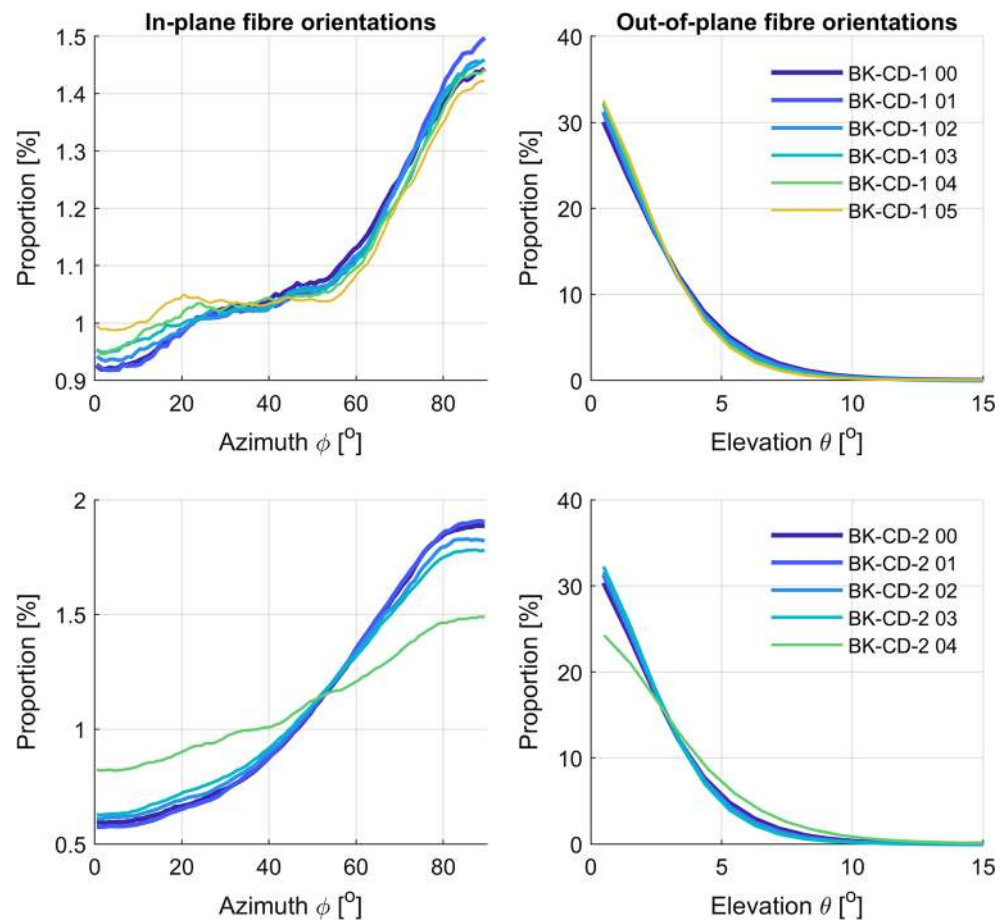 In-plane fibre orientations
1.5
1.4
1.3
1.2
1.1
1
0.9
Proportion [%]
0 20 40 60 80
Azimuth ϕ [o]
Out-of-plane fibre orientations
40
30
20
10
0
Proportion [%]
BK-CD-1 00
BK-CD-1 01
BK-CD-1 02
BK-CD-1 03
BK-CD-1 04
BK-CD-1 05
0 5 10 15
Elevation θ [o]
2
1.5
1
0.5
Proportion [%]
0 20 40 60 80
Azimuth ϕ [o]
40
30
20
10
0
Proportion [%]
BK-CD-2 00
BK-CD-2 01
BK-CD-2 02
BK-CD-2 03
BK-CD-2 04
0 5 10 15
Elevation θ [o]